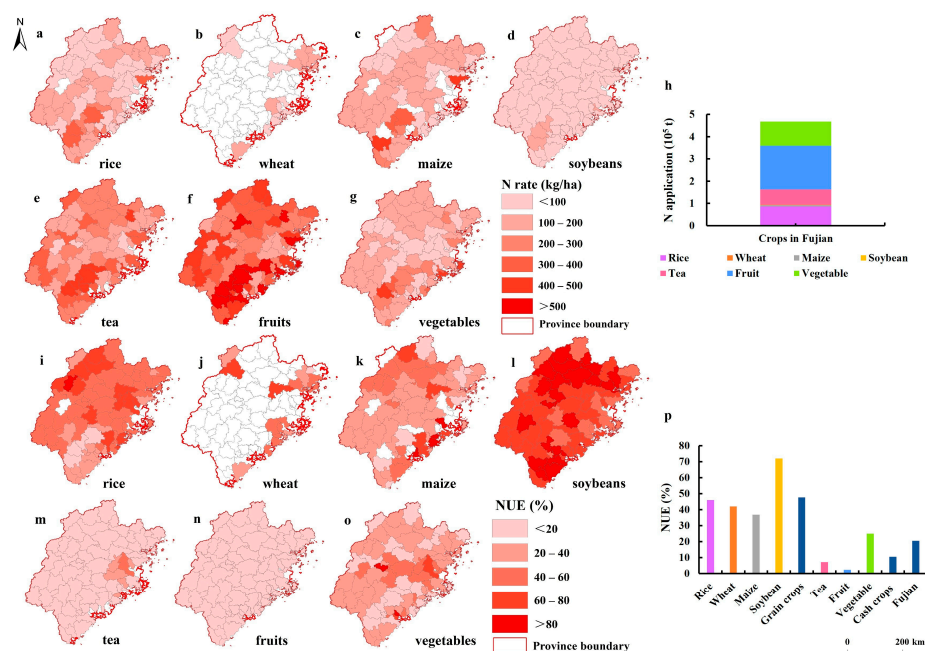 N
a
b
c
d
rice
wheat
maize
soybeans
h
N application (10⁵ t)
5
4
3
2
1
0
Crops in Fujian
Rice
Wheat
Maize
Soybean
Tea
Fruit
Vegetable
e
f
g
tea
fruits
vegetables
N rate (kg/ha)
<100
100 – 200
200 – 300
300 – 400
400 – 500
>500
Province boundary
i
j
k
l
rice
wheat
maize
soybeans
m
n
o
tea
fruits
vegetables
NUE (%)
<20
20 – 40
40 – 60
60 – 80
>80
Province boundary
p
NUE (%)
80
70
60
50
40
30
20
10
0
Rice
Wheat
Maize
Soybean
Grain crops
Tea
Fruit
Vegetable
Cash crops
Fujian
0 200 km